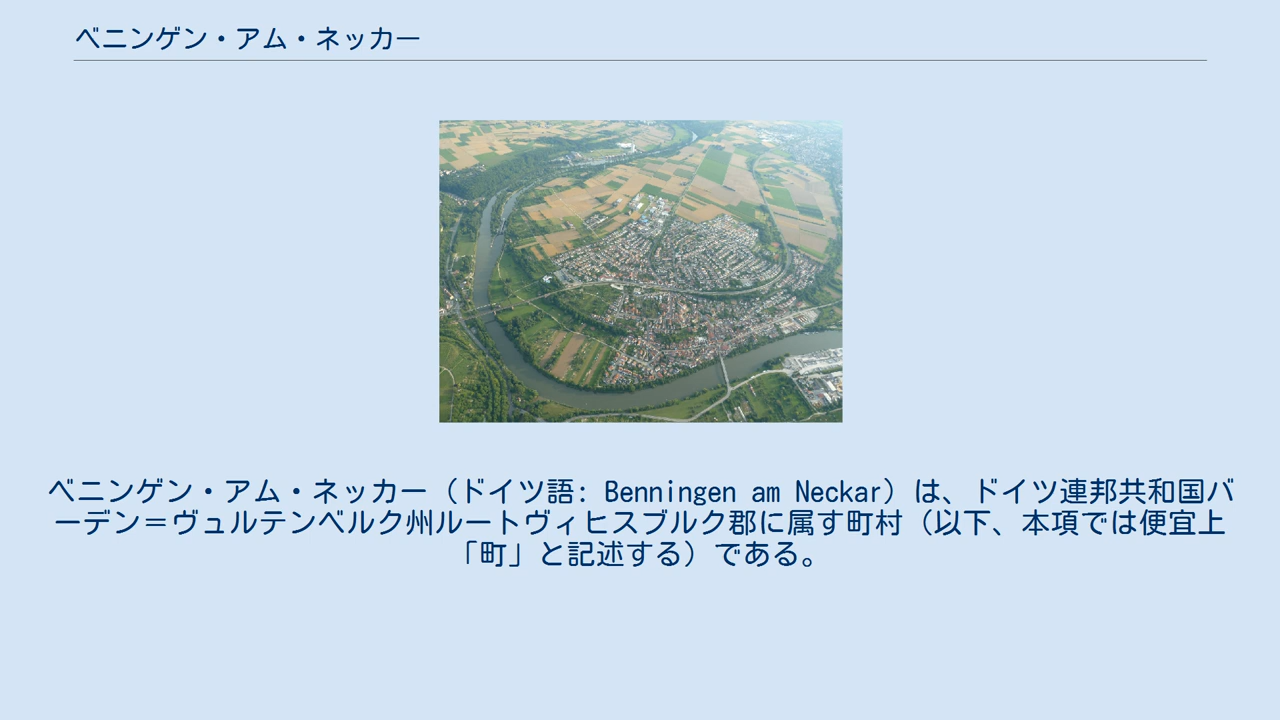 ベニンゲン・アム・ネッカー
ベニンゲン・アム・ネッカー（ドイツ語: Benningen am Neckar）は、ドイツ連邦共和国バ
ーデン＝ヴュルテンベルク州ルートヴィヒスブルク郡に属す町村（以下、本項では便宜上
「町」と記述する）である。